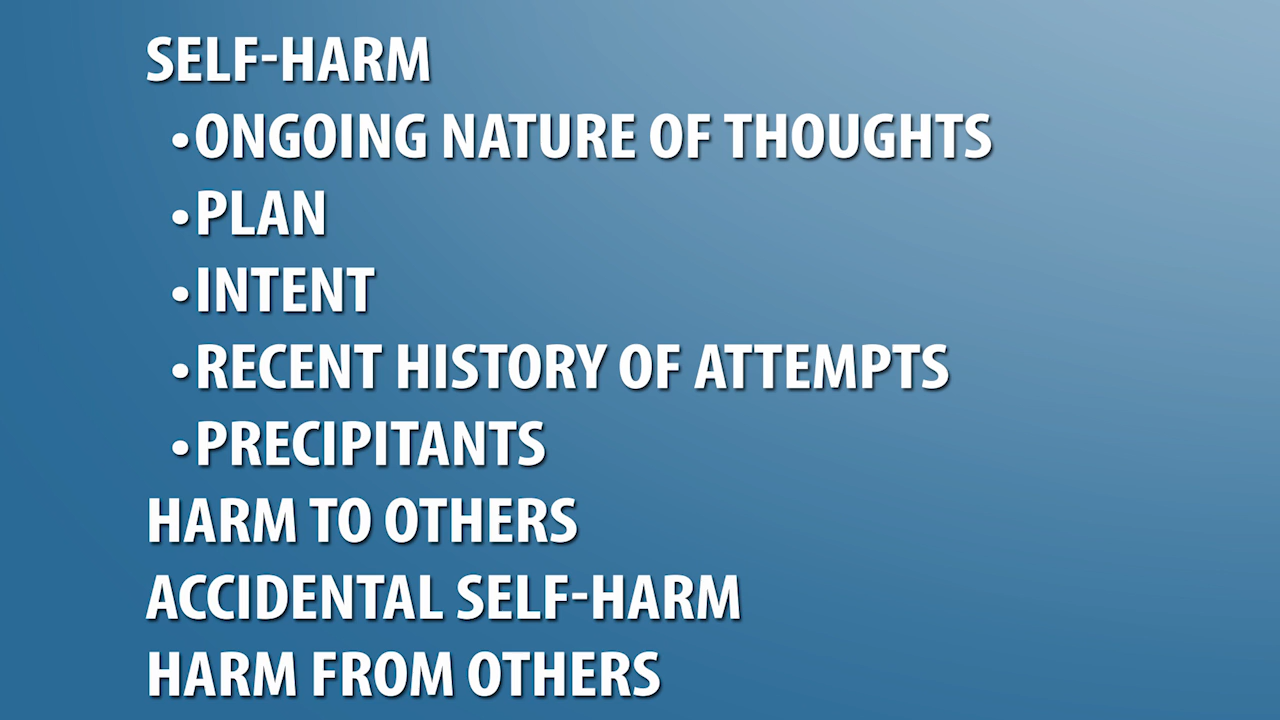 SELF-HARM
•ONGOING NATURE OF THOUGHTS
•PLAN
•INTENT
•RECENT HISTORY OF ATTEMPTS
•PRECIPITANTS
HARM TO OTHERS
ACCIDENTAL SELF-HARM
HARM FROM OTHERS